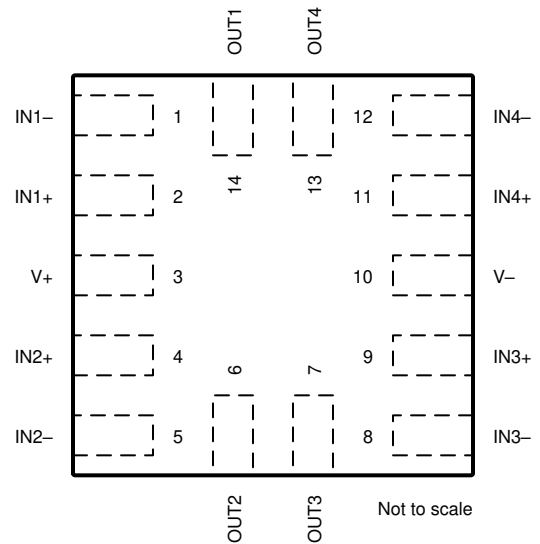 OUT1 OUT4
IN1– 1 12 IN4–
14 13
IN1+ 2 11 IN4+
V+ 3 10 V–
IN2+ 4 9 IN3+
6 7
IN2– 5 8 IN3–
OUT2 OUT3
Not to scale